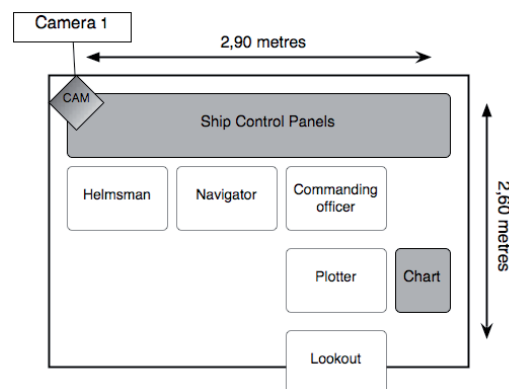 Camera 1
2,90 metres
CAM
Ship Control Panels
Helmsman
Navigator
Commanding
officer
2,60 metres
Plotter
Chart
Lookout